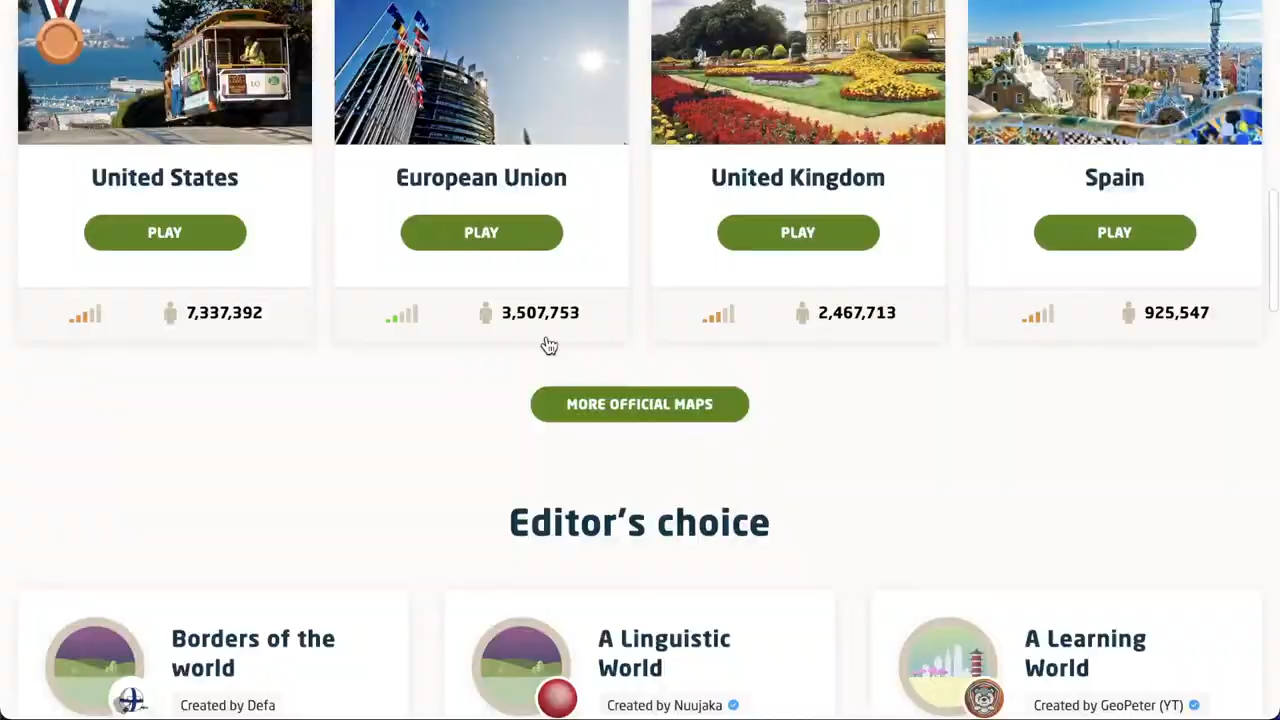 United States
European Union
United Kingdom
Spain
PLAY
PLAY
PLAY
PLAY
7,337,392
3,507,753
2,467,713
925,547
MORE OFFICIAL MAPS
Editor's choice
Borders of the
world
Created by Defa
A Linguistic
World
Created by Nuujaka
A Learning
World
Created by GeoPeter (YT)